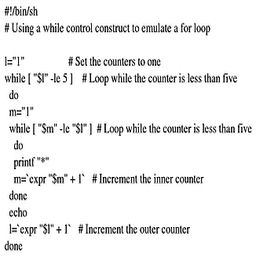 #!/bin/sh
# Using a while control construct to emulate a for loop
l="1" # Set the counters to one
while [ "$l" -le 5 ] # Loop while the counter is less than five
do
m="1"
while [ "$m" -le "$l" ] # Loop while the counter is less than five
do
printf "*"
m=`expr "$m" + 1` # Increment the inner counter
done
echo
l=`expr "$l" + 1` # Increment the outer counter
done